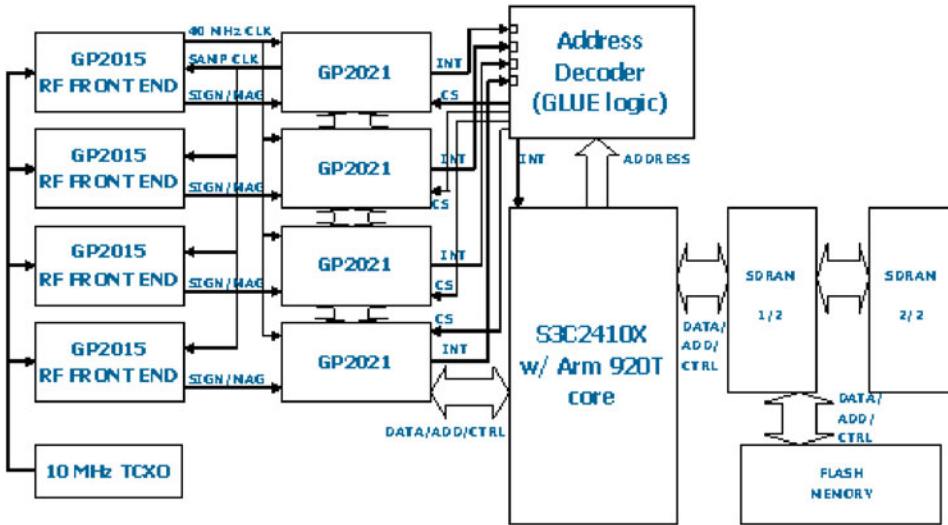 40 MHz CLK
GP2015
RF FRONT END
SAMP CLK
SIGN/MAG
GP2021
INT
CS
Address
Decoder
(GLUE logic)
INT
ADDRESS
GP2015
RF FRONT END
SIGN/MAG
GP2021
INT
CS
GP2015
RF FRONT END
SIGN/MAG
GP2021
INT
CS
GP2015
RF FRONT END
SIGN/MAG
GP2021
CS
INT
DATA/ADD/CTRL
10 MHz TCXO
S3C2410X
w/ Arm 920T
core
DATA/
ADD/
CTRL
SDRAN
1/2
SDRAN
2/2
DATA/
ADD/
CTRL
FLASH
MEMORY